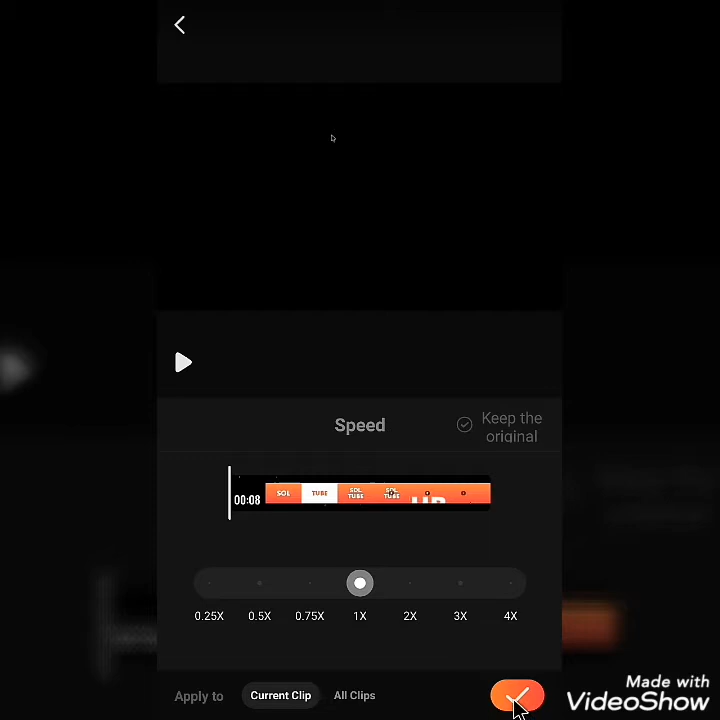 Speed
Keep the
original
00:08
SOL
TUBE
SOL
TUBE
SOL
TUBE
UP
0.25X 0.5X 0.75X 1X 2X 3X 4X
Apply to Current Clip All Clips
Made with
VideoShow